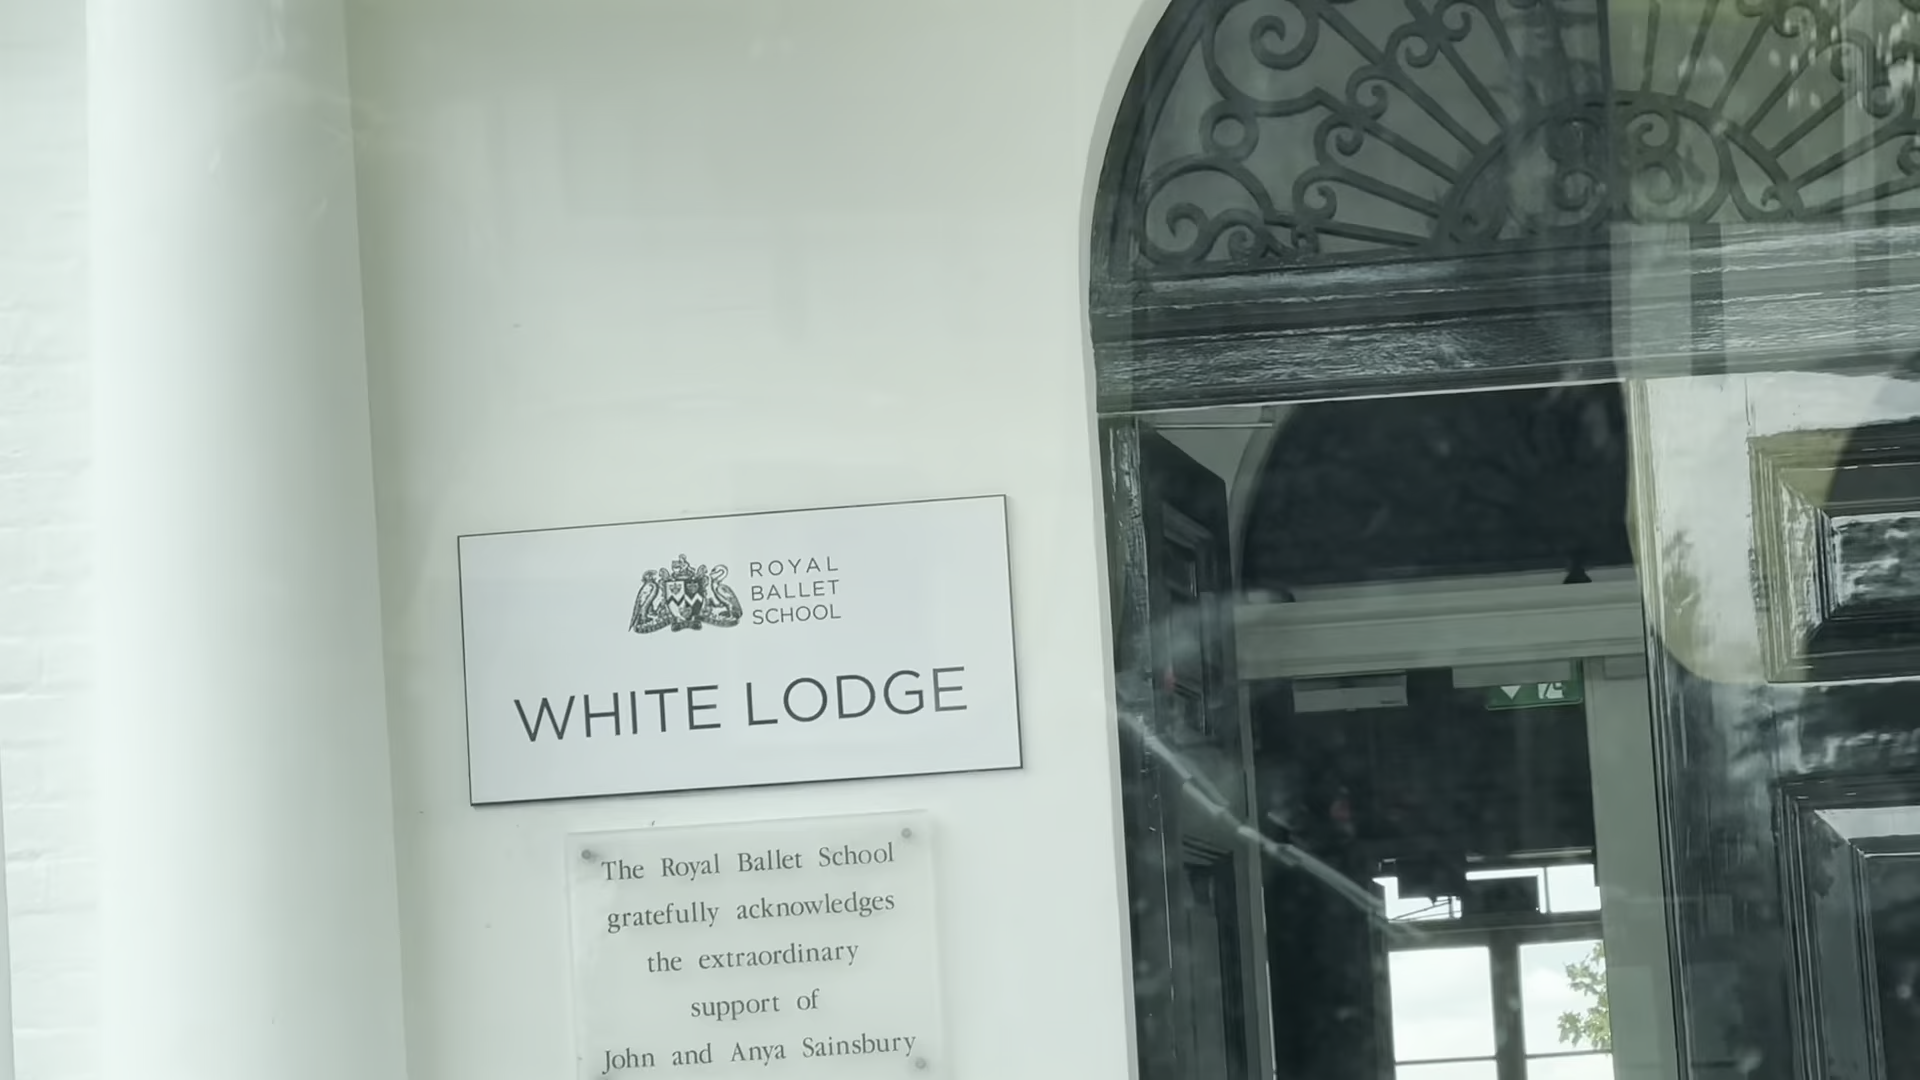 ROYAL
BALLET
SCHOOL
WHITE LODGE
The Royal Ballet School
gratefully acknowledges
the extraordinary
support of
John and Anya Sainsbury